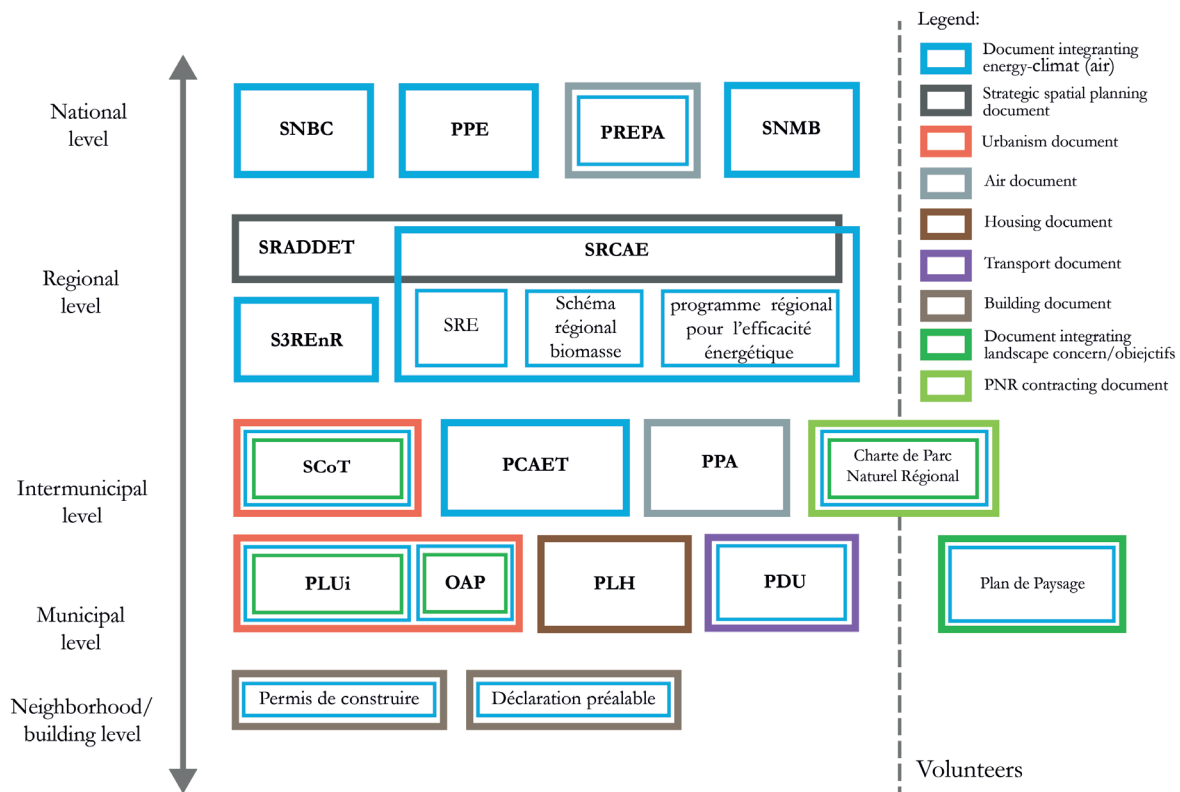 National
level
SNBC
PPE
PREPA
SNMB
Regional
level
SRADDET
SRCAE
S3REnR
SRE
Schéma
régional
biomasse
programme régional
pour l'efficacité
énergétique
Intermunicipal
level
SCoT
PCAET
PPA
Charte de Parc
Naturel Régional
Municipal
level
PLUi
OAP
PLH
PDU
Plan de Paysage
Neighborhood/
building level
Permis de construire
Déclaration préalable
Volunteers
Legend:
Document integranting
energy-climat (air)
Strategic spatial planning
document
Urbanism document
Air document
Housing document
Transport document
Building document
Document integrating
landscape concern/obiejctifs
PNR contracting document